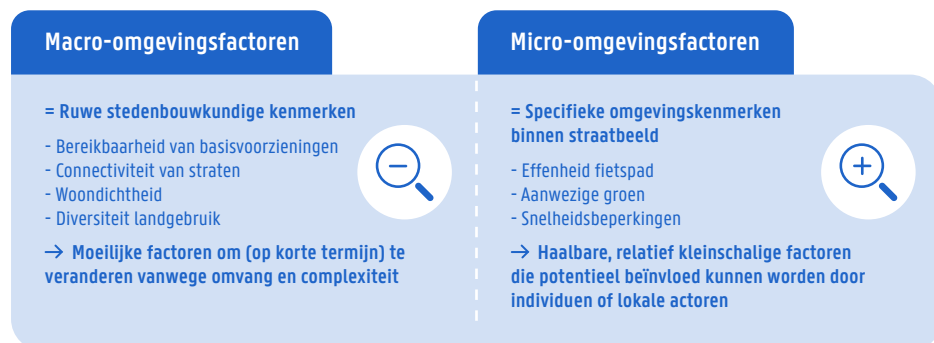 Macro-omgevingsfactoren
= Ruwe stedenbouwkundige kenmerken
- Bereikbaarheid van basisvoorzieningen
- Connectiviteit van straten
- Woondichtheid
- Diversiteit landgebruik
→ Moeilijke factoren om (op korte termijn) te
veranderen vanwege omvang en complexiteit
Micro-omgevingsfactoren
= Specifieke omgevingskenmerken
binnen straatbeeld
- Effenheid fietspad
- Aanwezige groen
- Snelheidsbeperkingen
→ Haalbare, relatief kleinschalige factoren
die potentieel beïnvloed kunnen worden door
individuen of lokale actoren